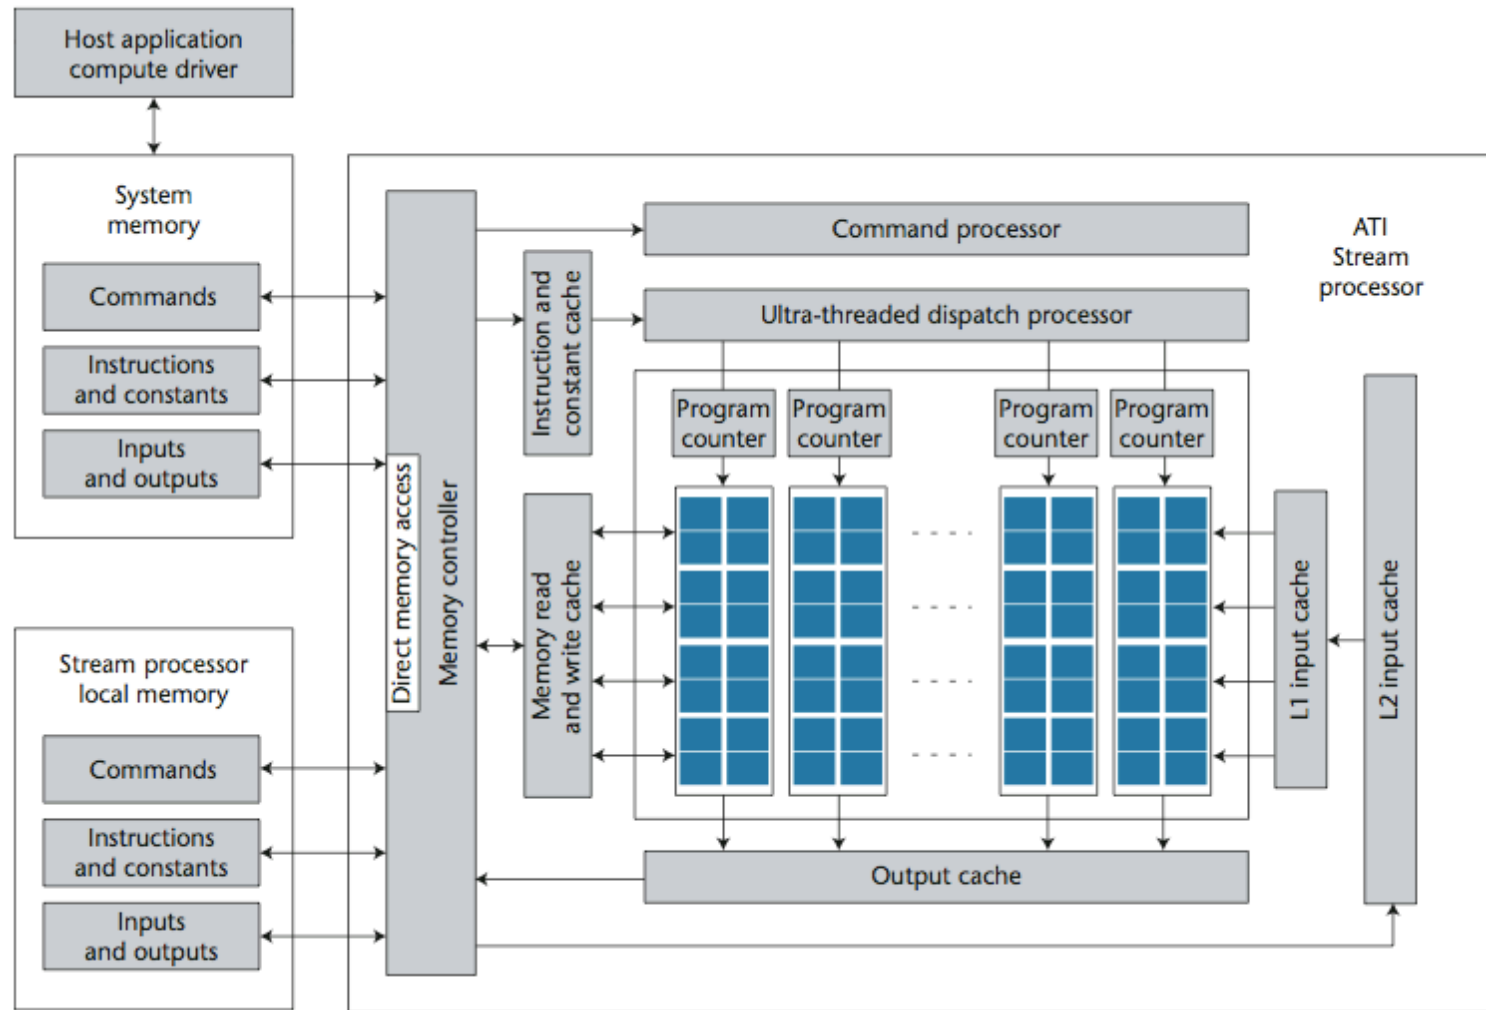 Host application
compute driver
System
memory
Commands
Instructions
and constants
Inputs
and outputs
Stream processor
local memory
Commands
Instructions
and constants
Inputs
and outputs
Direct memory access
Memory controller
Instruction and
constant cache
Memory read
and write cache
Command processor
Ultra-threaded dispatch processor
Program
counter
Program
counter
Program
counter
Program
counter
Output cache
L1 input cache
L2 input cache
ATI
Stream
processor